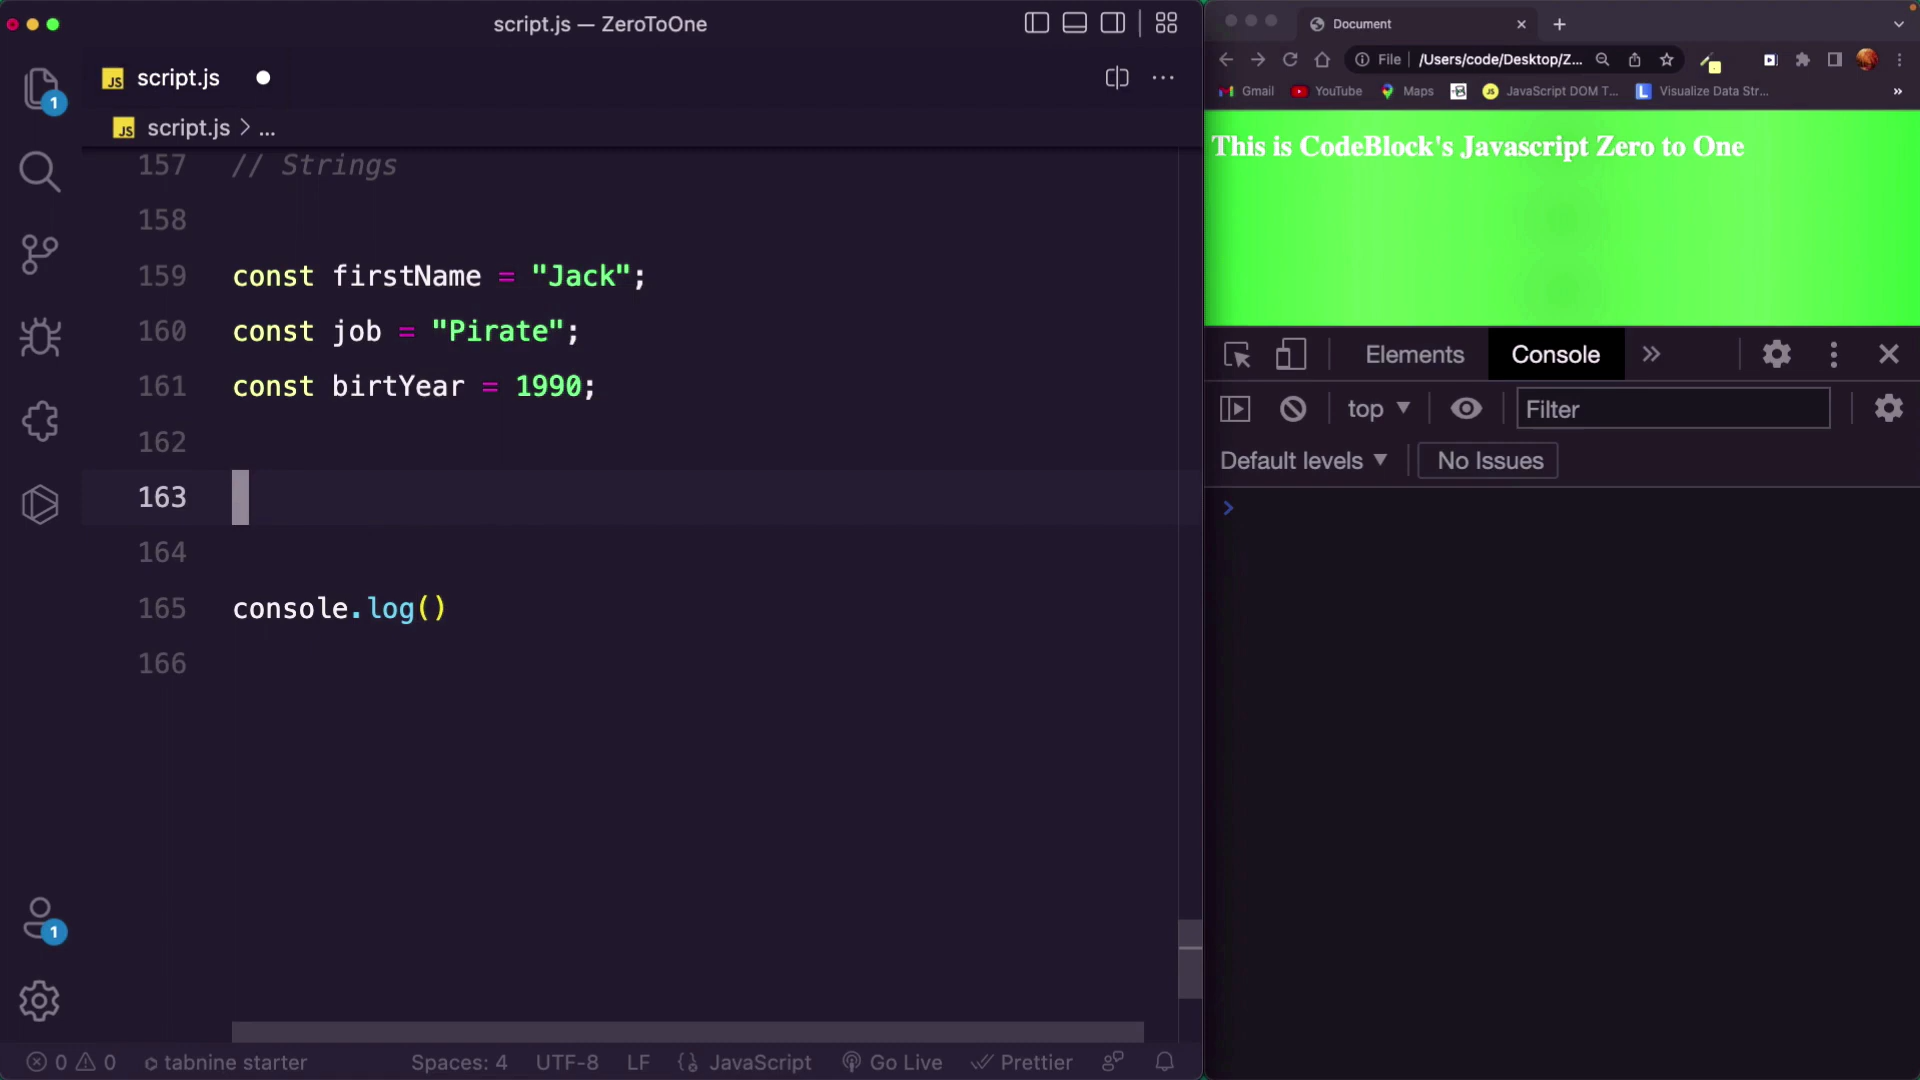 script.js — ZeroToOne
script.js
script.js > ...
1
157 // Strings
158
159 const firstName = "Jack";
160 const job = "Pirate";
161 const birtYear = 1990;
162
163
164
165 console.log()
166
1
0 0 tabnine starter Spaces: 4 UTF-8 LF JavaScript Go Live Prettier
Document
File /Users/code/Desktop/Z...
Gmail YouTube Maps JavaScript DOM T... Visualize Data Str... »
This is CodeBlock's Javascript Zero to One
Elements Console »
top Filter
Default levels No Issues